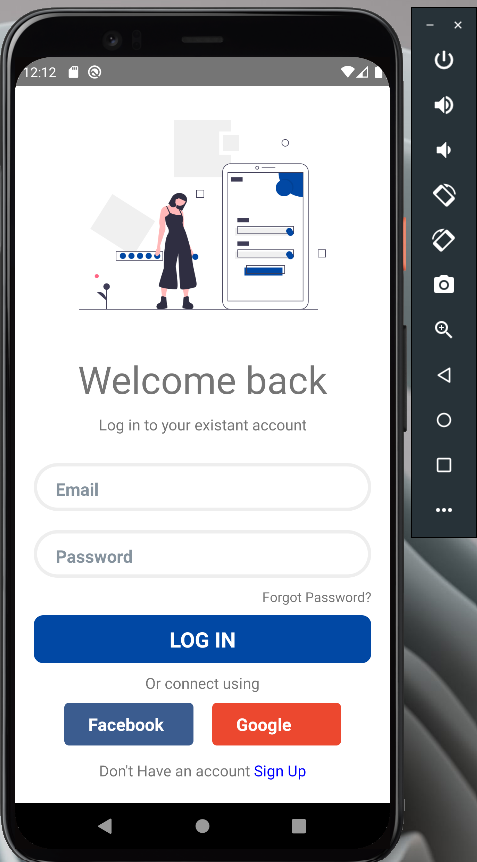 12:12
Welcome back
Log in to your existant account
Email
Password
Forgot Password?
LOG IN
Or connect using
Facebook Google
Don't Have an account Sign Up